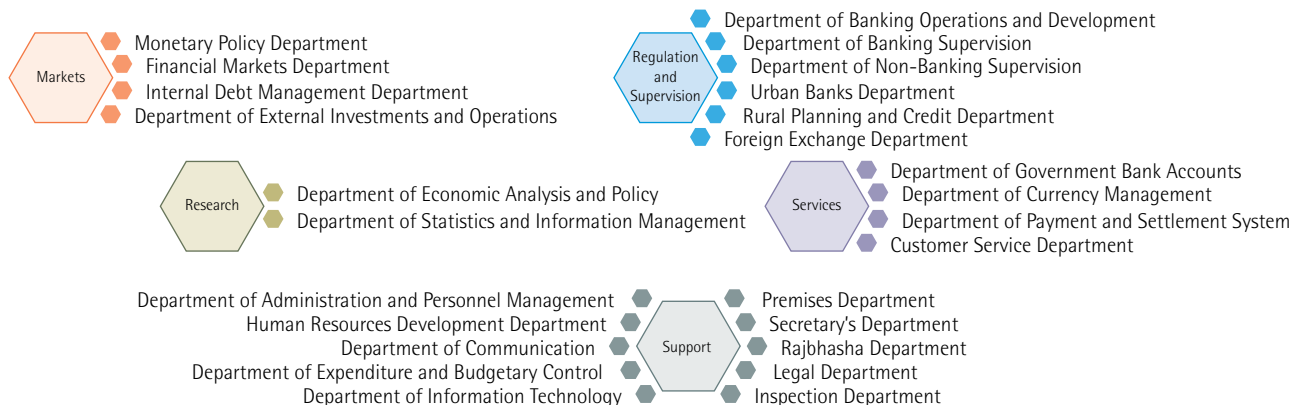 Markets
Monetary Policy Department
Financial Markets Department
Internal Debt Management Department
Department of External Investments and Operations
Regulation
and
Supervision
Department of Banking Operations and Development
Department of Banking Supervision
Department of Non-Banking Supervision
Urban Banks Department
Rural Planning and Credit Department
Foreign Exchange Department
Research
Department of Economic Analysis and Policy
Department of Statistics and Information Management
Services
Department of Government Bank Accounts
Department of Currency Management
Department of Payment and Settlement System
Customer Service Department
Department of Administration and Personnel Management
Human Resources Development Department
Department of Communication
Department of Expenditure and Budgetary Control
Department of Information Technology
Support
Premises Department
Secretary's Department
Rajbhasha Department
Legal Department
Inspection Department